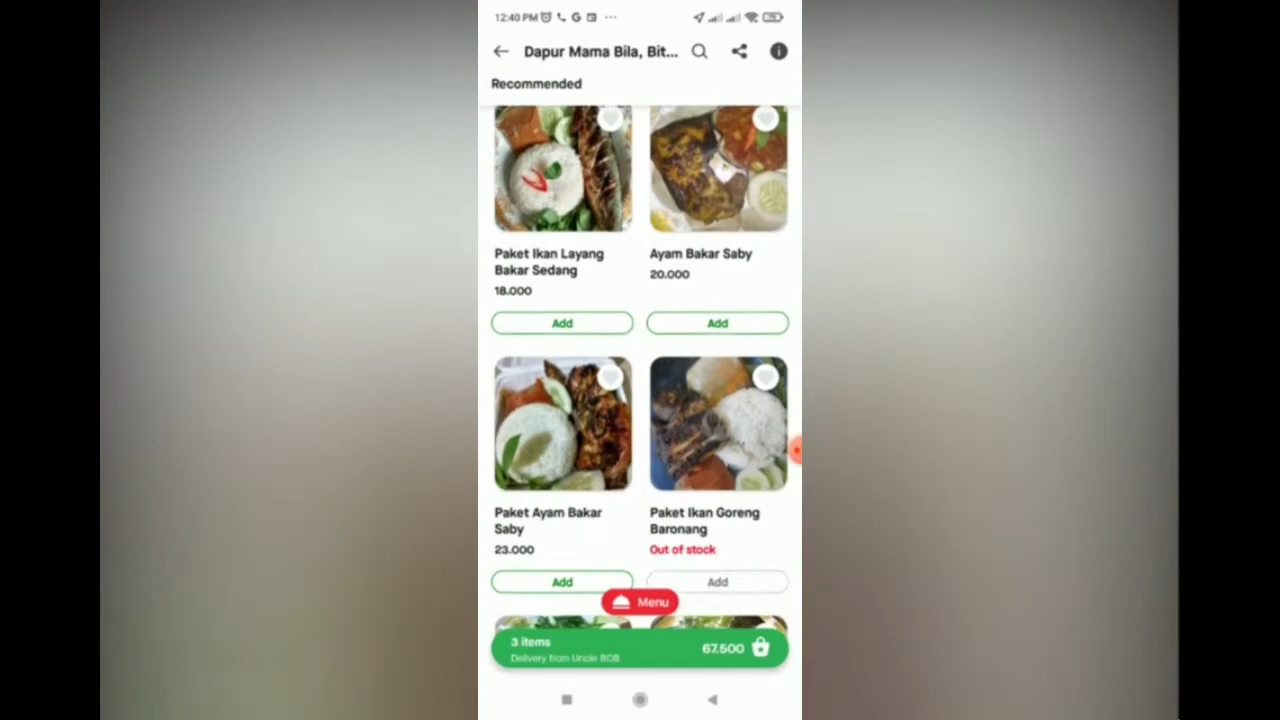 12:40 PM
Dapur Mama Bila, Bit...
Recommended
Paket Ikan Layang
Bakar Sedang
18.000
Add
Ayam Bakar Saby
20.000
Add
Paket Ayam Bakar
Saby
23.000
Add
Paket Ikan Goreng
Baronang
Out of stock
Add
Menu
3 items
67.500
Delivery from Uncle BOB